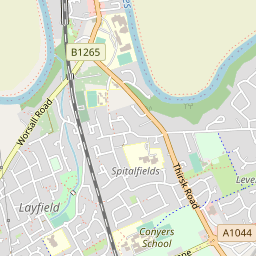 B1265
Worsall Road
Thirsk Road
Spitalfields
Leve
Layfield
A1044
Conyers
School